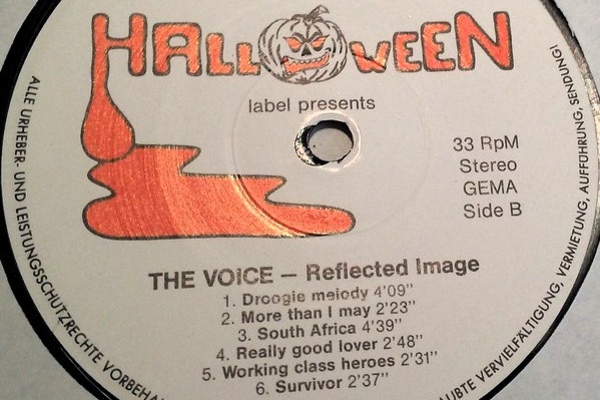 HALLOWEEN
label presents
33 RpM
Stereo
GEMA
Side B
THE VOICE – Reflected Image
1. Droogie melody 4'09"
2. More than I may 2'23"
3. South Africa 4'39"
4. Really good lover 2'48"
5. Working class heroes 2'31"
6. Survivor 2'37"
ALLE URHEBER- UND LEISTUNGSSCHUTZRECHTE VORBEHAL
UBTE VERVIELFÄLTIGUNG, VERMIETUNG, AUFFÜHRUNG, SENDUNG!